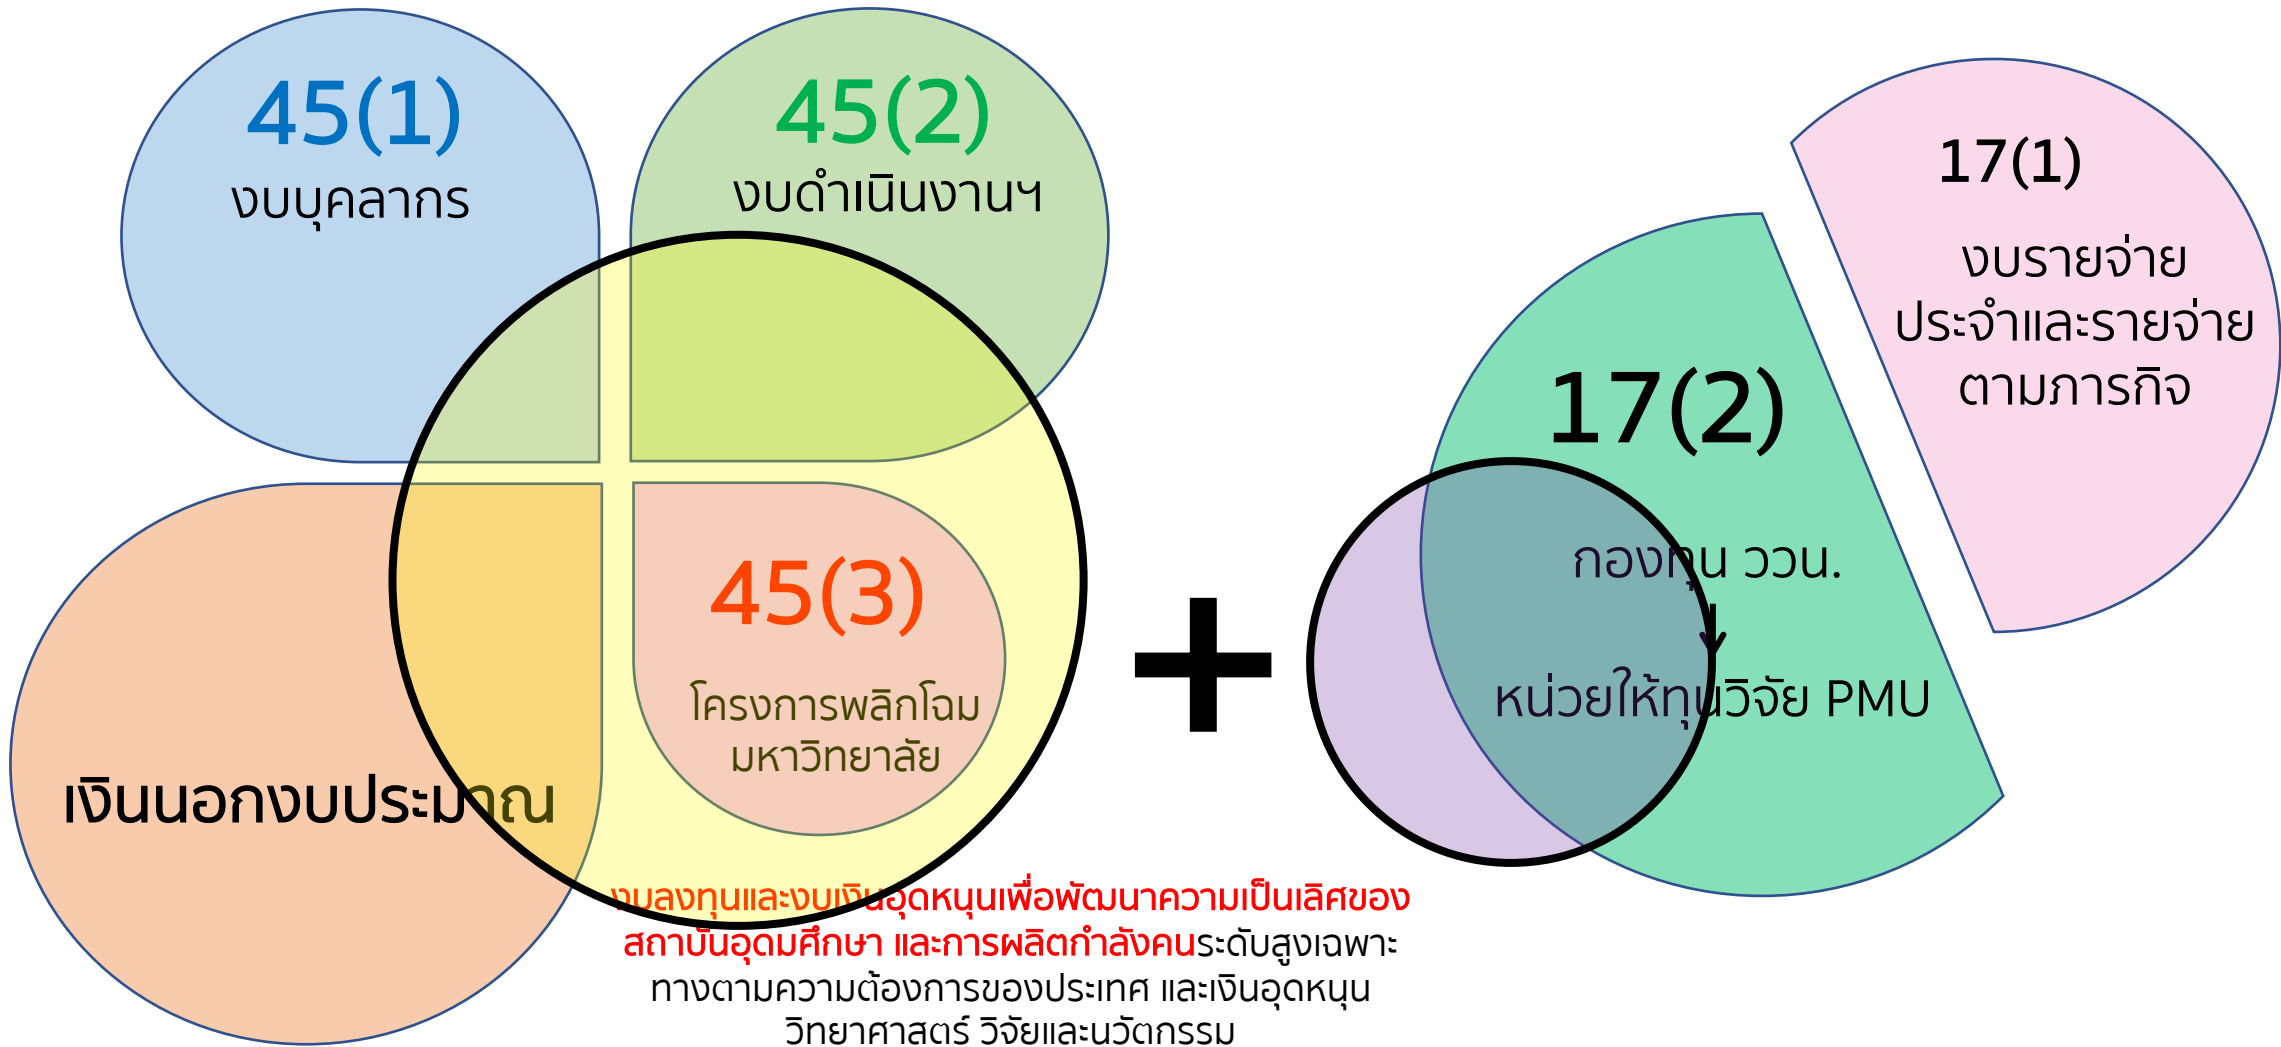 45(1)
งบบุคลากร
45(2)
งบดำเนินงานฯ
45(3)
โครงการพลิกโฉม
มหาวิทยาลัย
เงินนอกงบประมาณ
งบลงทุนและงบเงินอุดหนุนเพื่อพัฒนาความเป็นเลิศของ
สถาบันอุดมศึกษา และการผลิตกำลังคนระดับสูงเฉพาะ
ทางตามความต้องการของประเทศ และเงินอุดหนุน
วิทยาศาสตร์ วิจัยและนวัตกรรม
+
17(2)
กองทุน ววน.
หน่วยให้ทุนวิจัย PMU
17(1)
งบรายจ่าย
ประจำและรายจ่าย
ตามภารกิจ